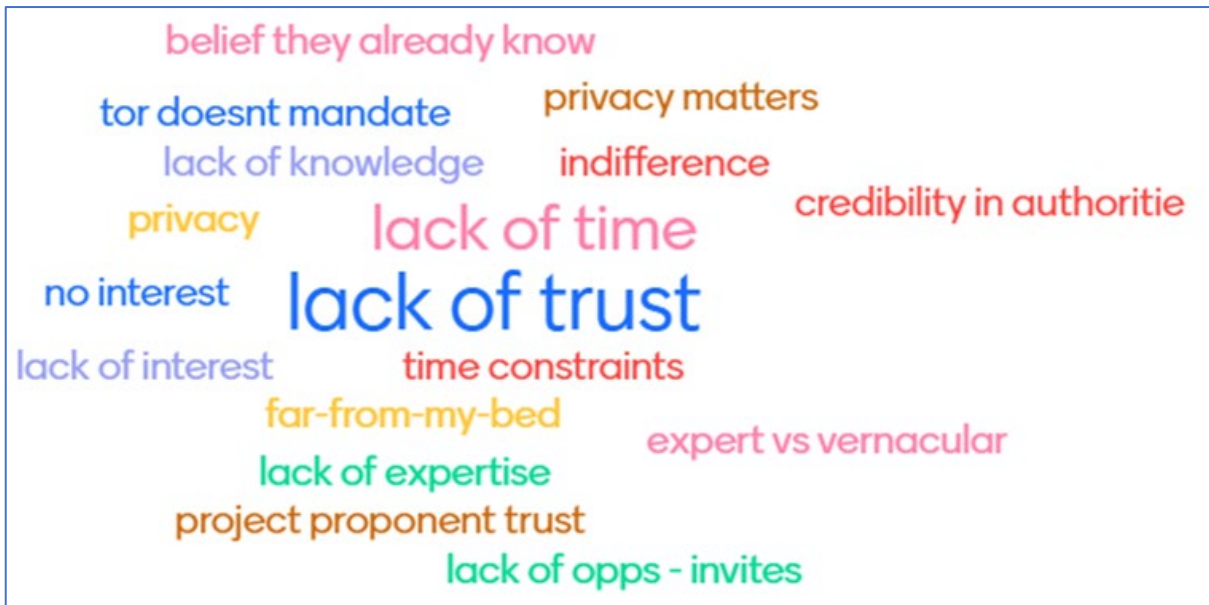 belief they already know
tor doesnt mandate
privacy matters
lack of knowledge
indifference
credibility in authoritie
privacy
lack of time
no interest
lack of trust
lack of interest
time constraints
far-from-my-bed
expert vs vernacular
lack of expertise
project proponent trust
lack of opps - invites